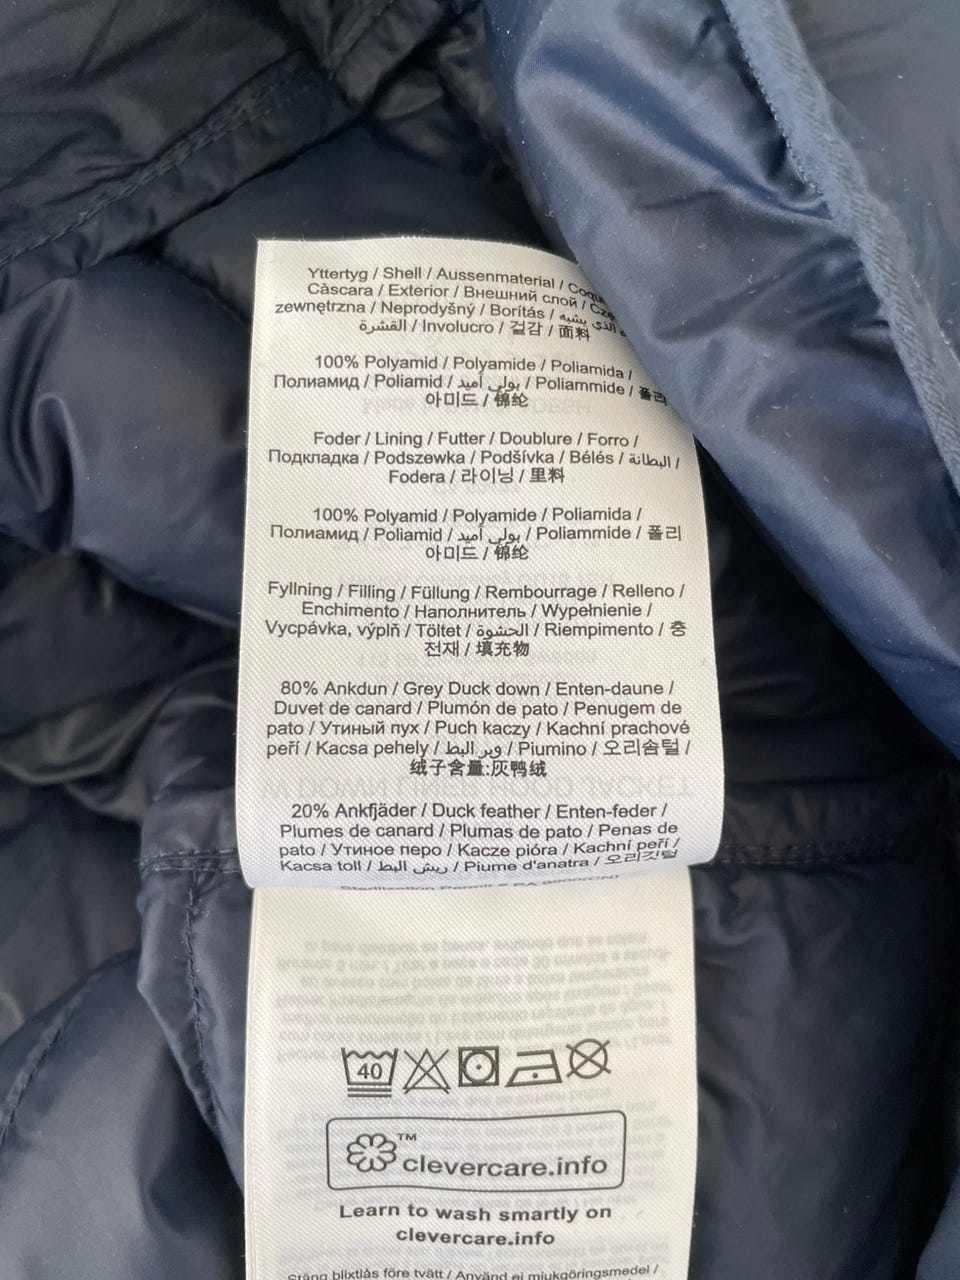 Yttertyg / Shell / Aussenmaterial /
Càscara / Exterior / Внешний слой /
zewnętrzna / Neprodyšný / Borítás /
القشرة / Involucro / 겉감 / 面料
100% Polyamid / Polyamide / Poliamida /
Полиамид / Poliamid / بولي أميد / Poliammide / 폴리
아미드 / 锦纶
Foder / Lining / Futter / Doublure / Forro /
Подкладка / Podszewka / Podšívka / Bélés / البطانة /
Fodera / 라이닝 / 里料
100% Polyamid / Polyamide / Poliamida /
Полиамид / Poliamid / بولي أميد / Poliammide / 폴리
아미드 / 锦纶
Fyllning / Filling / Füllung / Rembourrage / Relleno /
Enchimento / Наполнитель / Wypełnienie /
Vycpávka, výplň / Töltet / الحشوة / Riempimento / 충
전재 / 填充物
80% Ankdun / Grey Duck down / Enten-daune /
Duvet de canard / Plumón de pato / Penugem de
pato / Утиный пух / Puch kaczy / Kachní prachové
peří / Kacsa pehely / وبر البط / Piumino / 오리솜털 /
绒子含量:灰鸭绒
20% Ankfjäder / Duck feather / Enten-feder /
Plumes de canard / Plumas de pato / Penas de
pato / Утиное перо / Kacze pióra / Kachní peří /
Kacsa toll / ريش البط / Piume d'anatra / 오리깃털
40
TM
clevercare.info
Learn to wash smartly on
clevercare.info
Stäng blixtlås före tvätt / Använd ej mjukgöringsmedel /